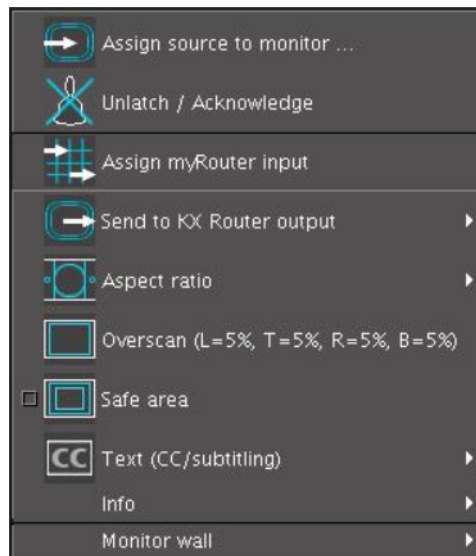 Assign source to monitor ...
Unlatch / Acknowledge
Assign myRouter input
Send to KX Router output
Aspect ratio
Overscan (L=5%, T=5%, R=5%, B=5%)
Safe area
CC Text (CC/subtitling)
Info
Monitor wall